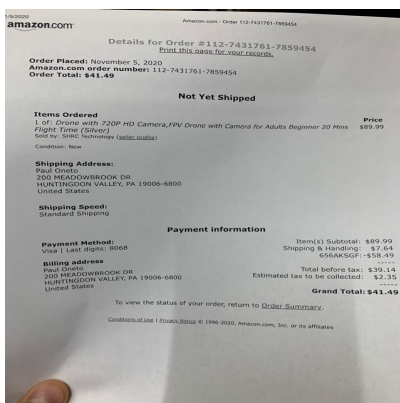 1/5/2020
Amazon.com - Order 112-7431761-7859454
amazon.com
Details for Order #112-7431761-7859454
Print this page for your records.
Order Placed: November 5, 2020
Amazon.com order number: 112-7431761-7859454
Order Total: $41.49
Not Yet Shipped
Items Ordered Price
1 of: Drone with 720P HD Camera,FPV Drone with Camera for Adults Beginner 20 Mins $89.99
Flight Time (Silver)
Sold by: SHRC Technology (seller profile)
Condition: New
Shipping Address:
Paul Oneto
200 MEADOWBROOK DR
HUNTINGDON VALLEY, PA 19006-6800
United States
Shipping Speed:
Standard Shipping
Payment information
Payment Method:
Visa | Last digits: 8068
Billing address
Paul Oneto
200 MEADOWBROOK DR
HUNTINGDON VALLEY, PA 19006-6800
United States
Item(s) Subtotal: $89.99
Shipping & Handling: $7.64
656AKSGF: -$58.49
-----
Total before tax: $39.14
Estimated tax to be collected: $2.35
-----
Grand Total: $41.49
To view the status of your order, return to Order Summary.
Conditions of Use | Privacy Notice © 1996-2020, Amazon.com, Inc. or its affiliates